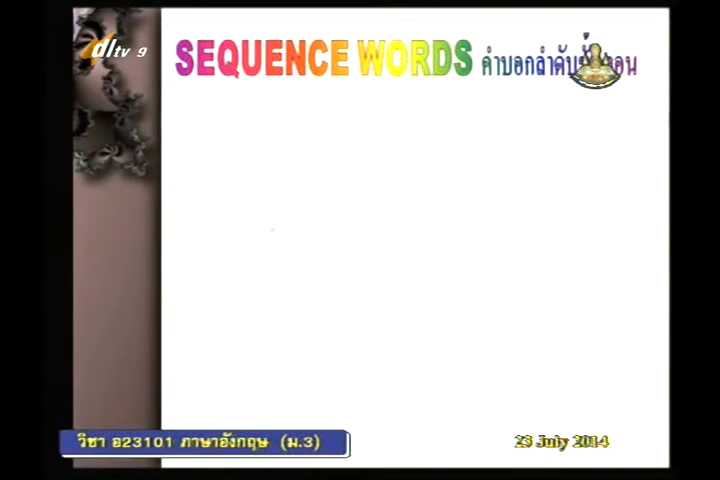 dltv 9
SEQUENCE WORDS คำบอกลำดับขั้นตอน
วิชา อ23101 ภาษาอังกฤษ (ม.3)
23 July 2014